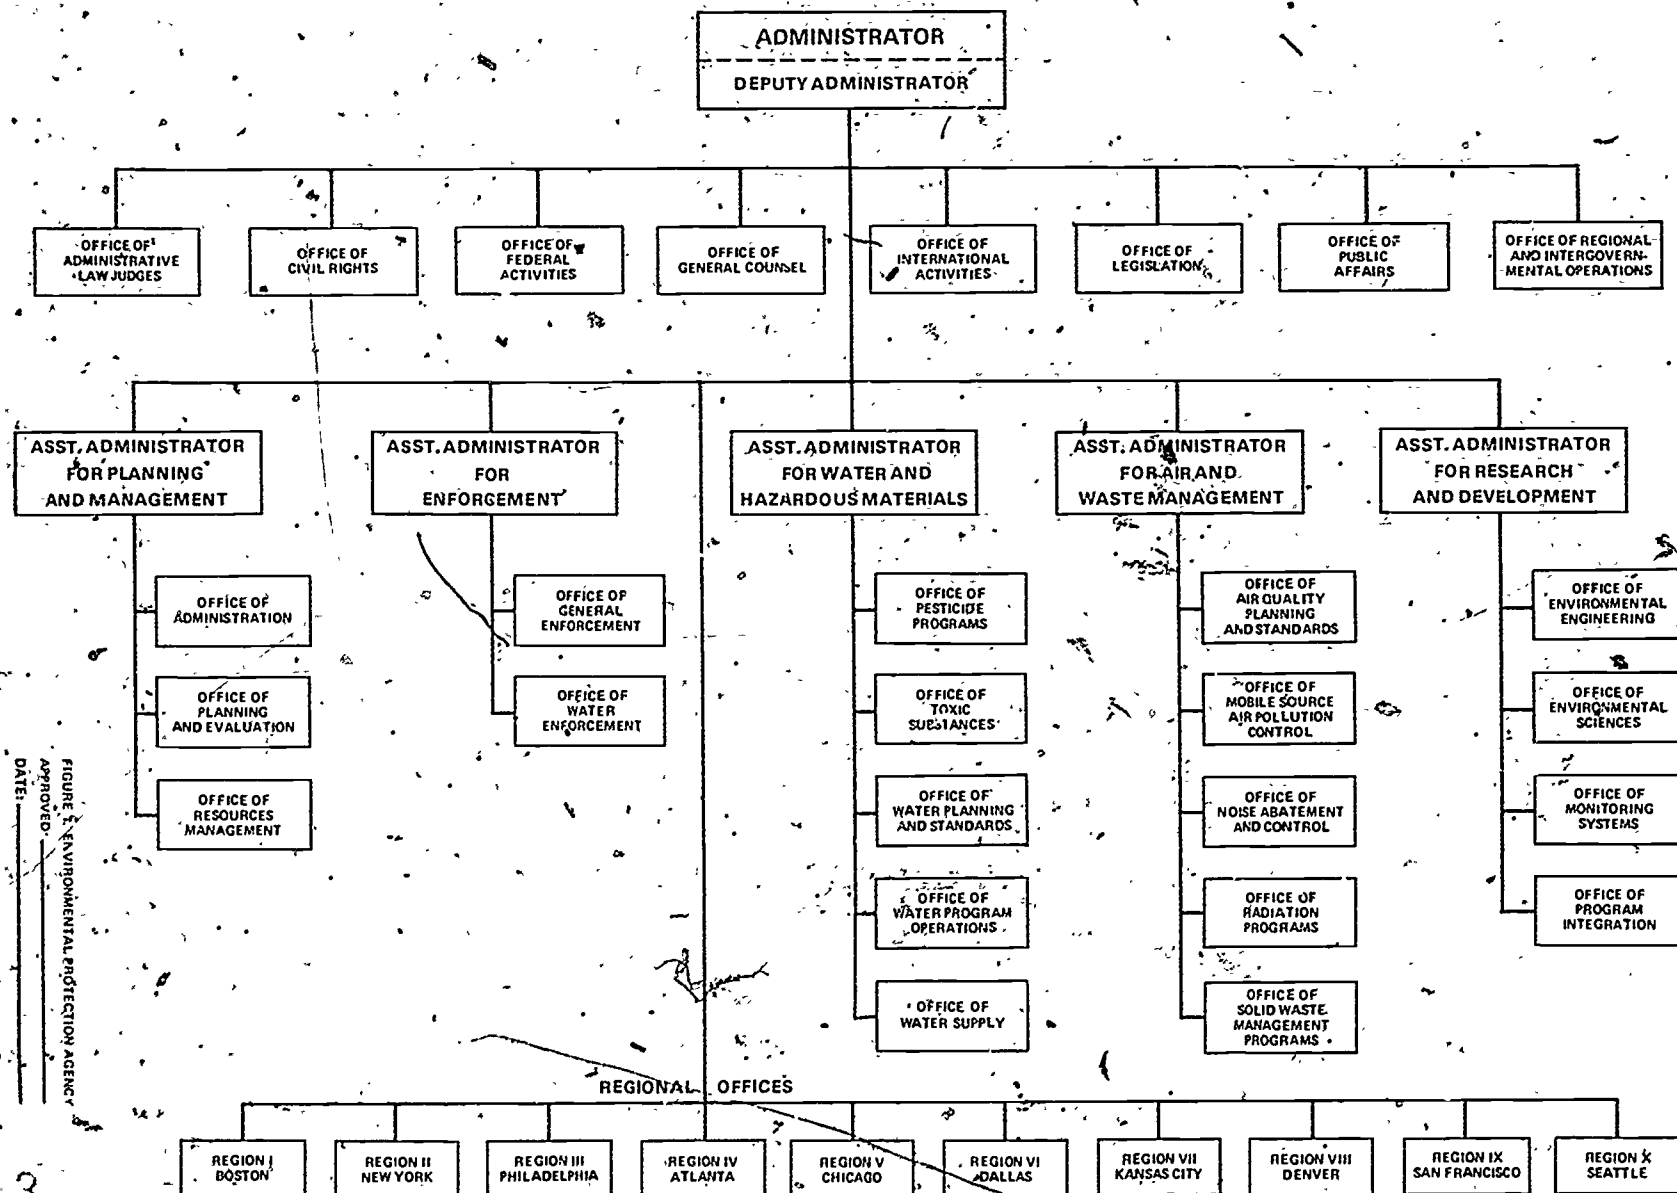 ADMINISTRATOR
DEPUTY ADMINISTRATOR
OFFICE OF
ADMINISTRATIVE
LAW JUDGES
OFFICE OF
CIVIL RIGHTS
OFFICE OF
FEDERAL
ACTIVITIES
OFFICE OF
GENERAL COUNSEL
OFFICE OF
INTERNATIONAL
ACTIVITIES
OFFICE OF
LEGISLATION
OFFICE OF
PUBLIC
AFFAIRS
OFFICE OF REGIONAL
AND INTERGOVERN-
MENTAL OPERATIONS
ASST. ADMINISTRATOR
FOR PLANNING
AND MANAGEMENT
ASST. ADMINISTRATOR
FOR
ENFORCEMENT
ASST. ADMINISTRATOR
FOR WATER AND
HAZARDOUS MATERIALS
ASST. ADMINISTRATOR
FOR AIR AND
WASTE MANAGEMENT
ASST. ADMINISTRATOR
FOR RESEARCH
AND DEVELOPMENT
OFFICE OF
ADMINISTRATION
OFFICE OF
PLANNING
AND EVALUATION
OFFICE OF
RESOURCES
MANAGEMENT
OFFICE OF
GENERAL
ENFORCEMENT
OFFICE OF
WATER
ENFORCEMENT
OFFICE OF
PESTICIDE
PROGRAMS
OFFICE OF
TOXIC
SUBSTANCES
OFFICE OF
WATER PLANNING
AND STANDARDS
OFFICE OF
WATER PROGRAM
OPERATIONS
OFFICE OF
WATER SUPPLY
OFFICE OF
AIR QUALITY
PLANNING
AND STANDARDS
OFFICE OF
MOBILE SOURCE
AIR POLLUTION
CONTROL
OFFICE OF
NOISE ABATEMENT
AND CONTROL
OFFICE OF
RADIATION
PROGRAMS
OFFICE OF
SOLID WASTE
MANAGEMENT
PROGRAMS
OFFICE OF
ENVIRONMENTAL
ENGINEERING
OFFICE OF
ENVIRONMENTAL
SCIENCES
OFFICE OF
MONITORING
SYSTEMS
OFFICE OF
PROGRAM
INTEGRATION
FIGURE ENVIRONMENTAL PROTECTION AGENCY
APPROVED:
DATE:
REGIONAL OFFICES
REGION I
BOSTON
REGION II
NEW YORK
REGION III
PHILADELPHIA
REGION IV
ATLANTA
REGION V
CHICAGO
REGION VI
DALLAS
REGION VII
KANSAS CITY
REGION VIII
DENVER
REGION IX
SAN FRANCISCO
REGION X
SEATTLE